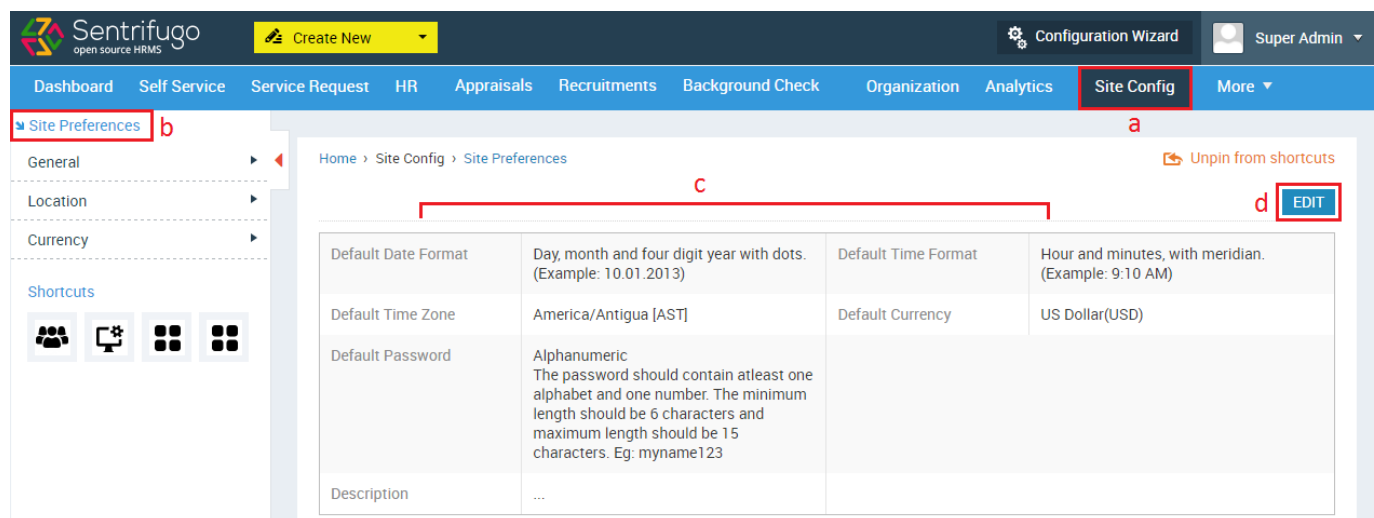 Sentrifugo
open source HRMS
Create New
Configuration Wizard
Super Admin
Dashboard Self Service Service Request HR Appraisals Recruitments Background Check Organization Analytics Site Config More
a
Site Preferences
b
General
Location
Currency
Shortcuts
Home › Site Config › Site Preferences
Unpin from shortcuts
c
d
EDIT
Default Date Format
Day, month and four digit year with dots.
(Example: 10.01.2013)
Default Time Format
Hour and minutes, with meridian.
(Example: 9:10 AM)
Default Time Zone
America/Antigua [AST]
Default Currency
US Dollar(USD)
Default Password
Alphanumeric
The password should contain atleast one
alphabet and one number. The minimum
length should be 6 characters and
maximum length should be 15
characters. Eg: myname123
Description
...